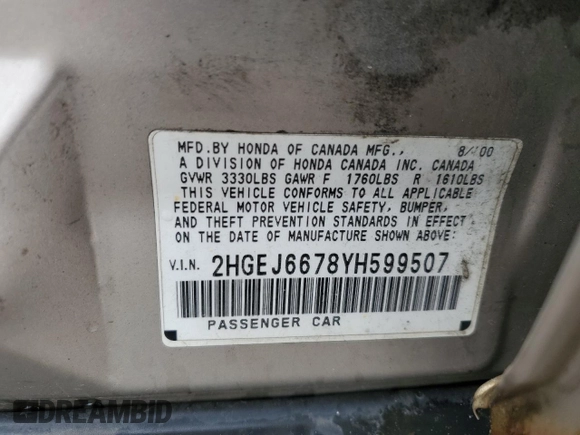 MFD.BY HONDA OF CANADA MFG., 8/00
A DIVISION OF HONDA CANADA INC. CANADA
GVWR 3330LBS GAWR F 1760LBS R 1610LBS
THIS VEHICLE CONFORMS TO ALL APPLICABLE
FEDERAL MOTOR VEHICLE SAFETY, BUMPER,
AND THEFT PREVENTION STANDARDS IN EFFECT
ON THE DATE OF MANUFACTURE SHOWN ABOVE:
V.I.N. 2HGEJ6678YH599507
PASSENGER CAR
DREAMBID